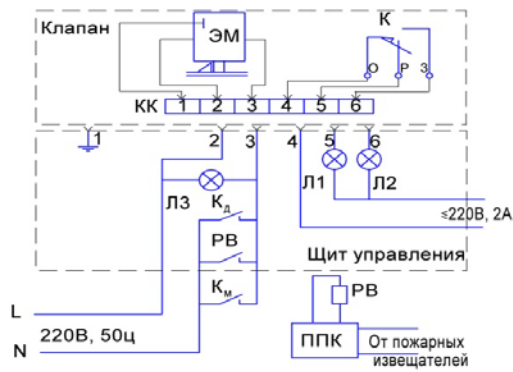 Клапан
ЭМ
К
О Р З
КК 1 2 3 4 5 6
1 2 3 4 5 6
Л3 Л1 Л2
Кд
≤220В, 2А
РВ
Щит управления
Км
L
220В, 50ц
N
РВ
ППК
От пожарных
извещателей